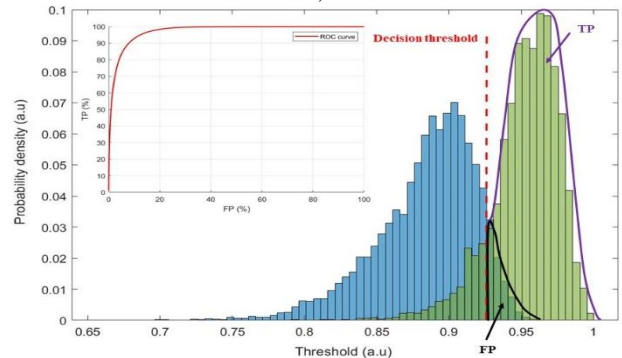 0.1
0.09
0.08
0.07
0.06
0.05
0.04
0.03
0.02
0.01
0
Probability density (a.u)
100
90
80
70
60
50
40
30
20
10
0
TP (%)
ROC curve
0 20 40 60 80 100
FP (%)
Decision threshold
TP
FP
0.65 0.7 0.75 0.8 0.85 0.9 0.95 1
Threshold (a.u)